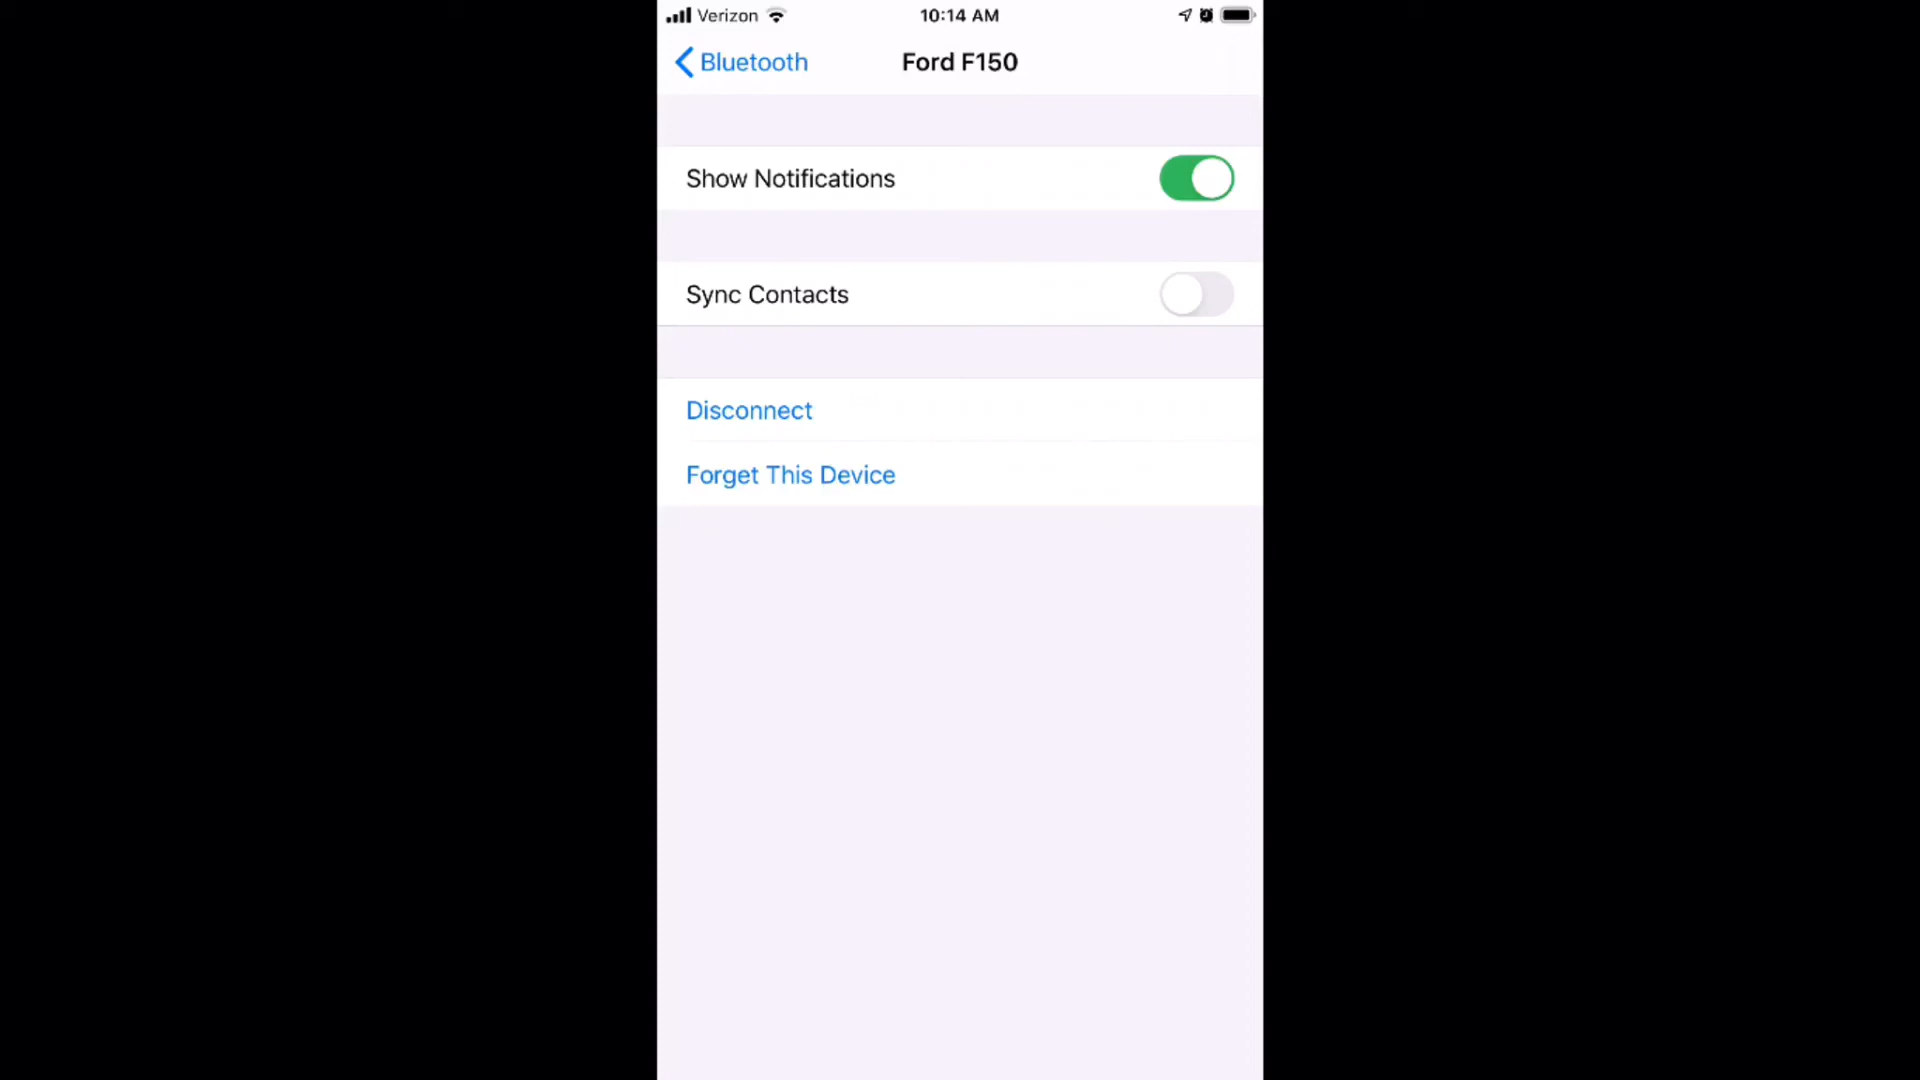 Verizon 10:14 AM
Bluetooth Ford F150
Show Notifications
Sync Contacts
Disconnect
Forget This Device